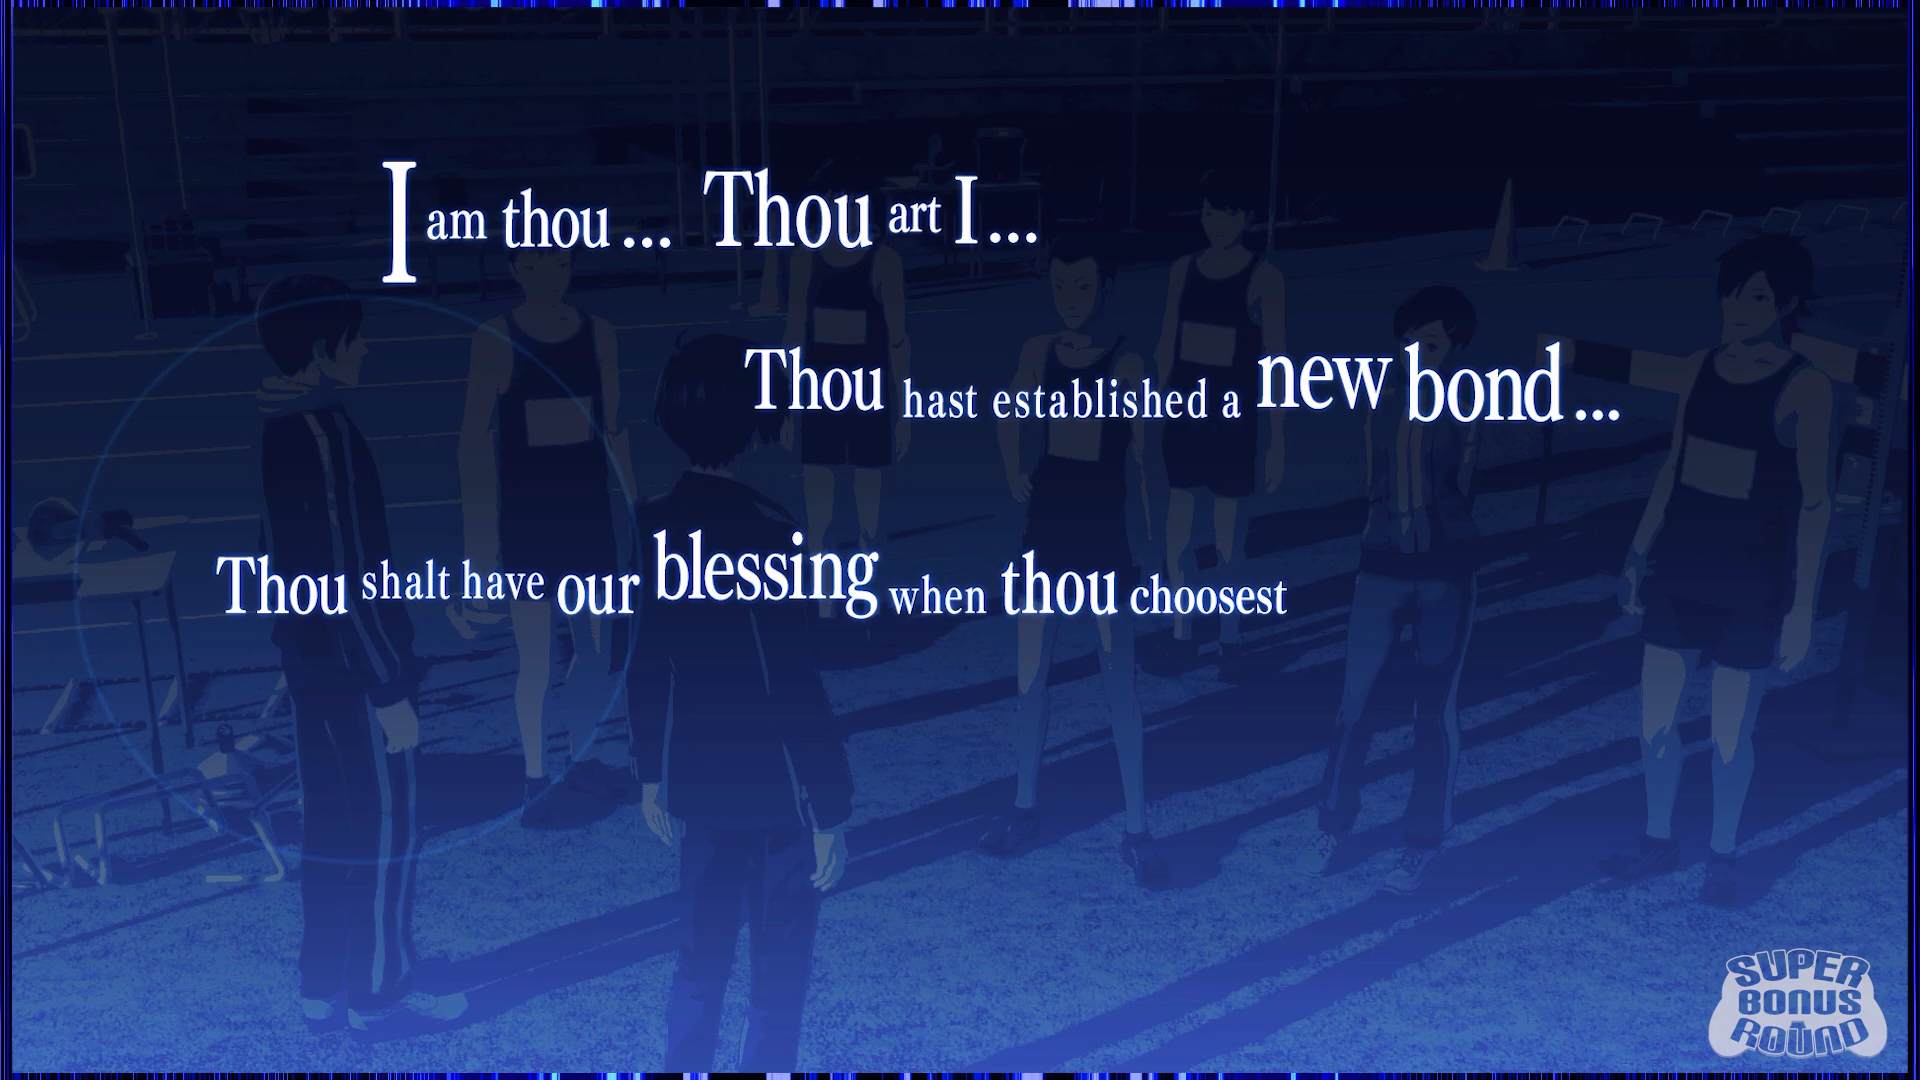 I am thou... Thou art I...
Thou hast established a new bond...
Thou shalt have our blessing when thou choosest
SUPER
BONUS
ROUND